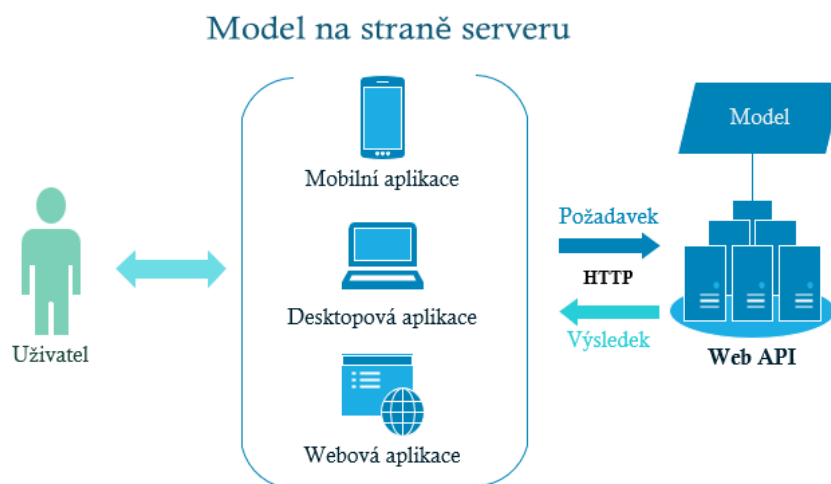 Model na straně serveru
Mobilní aplikace
Desktopová aplikace
Webová aplikace
Uživatel
Požadavek
HTTP
Výsledek
Model
Web API